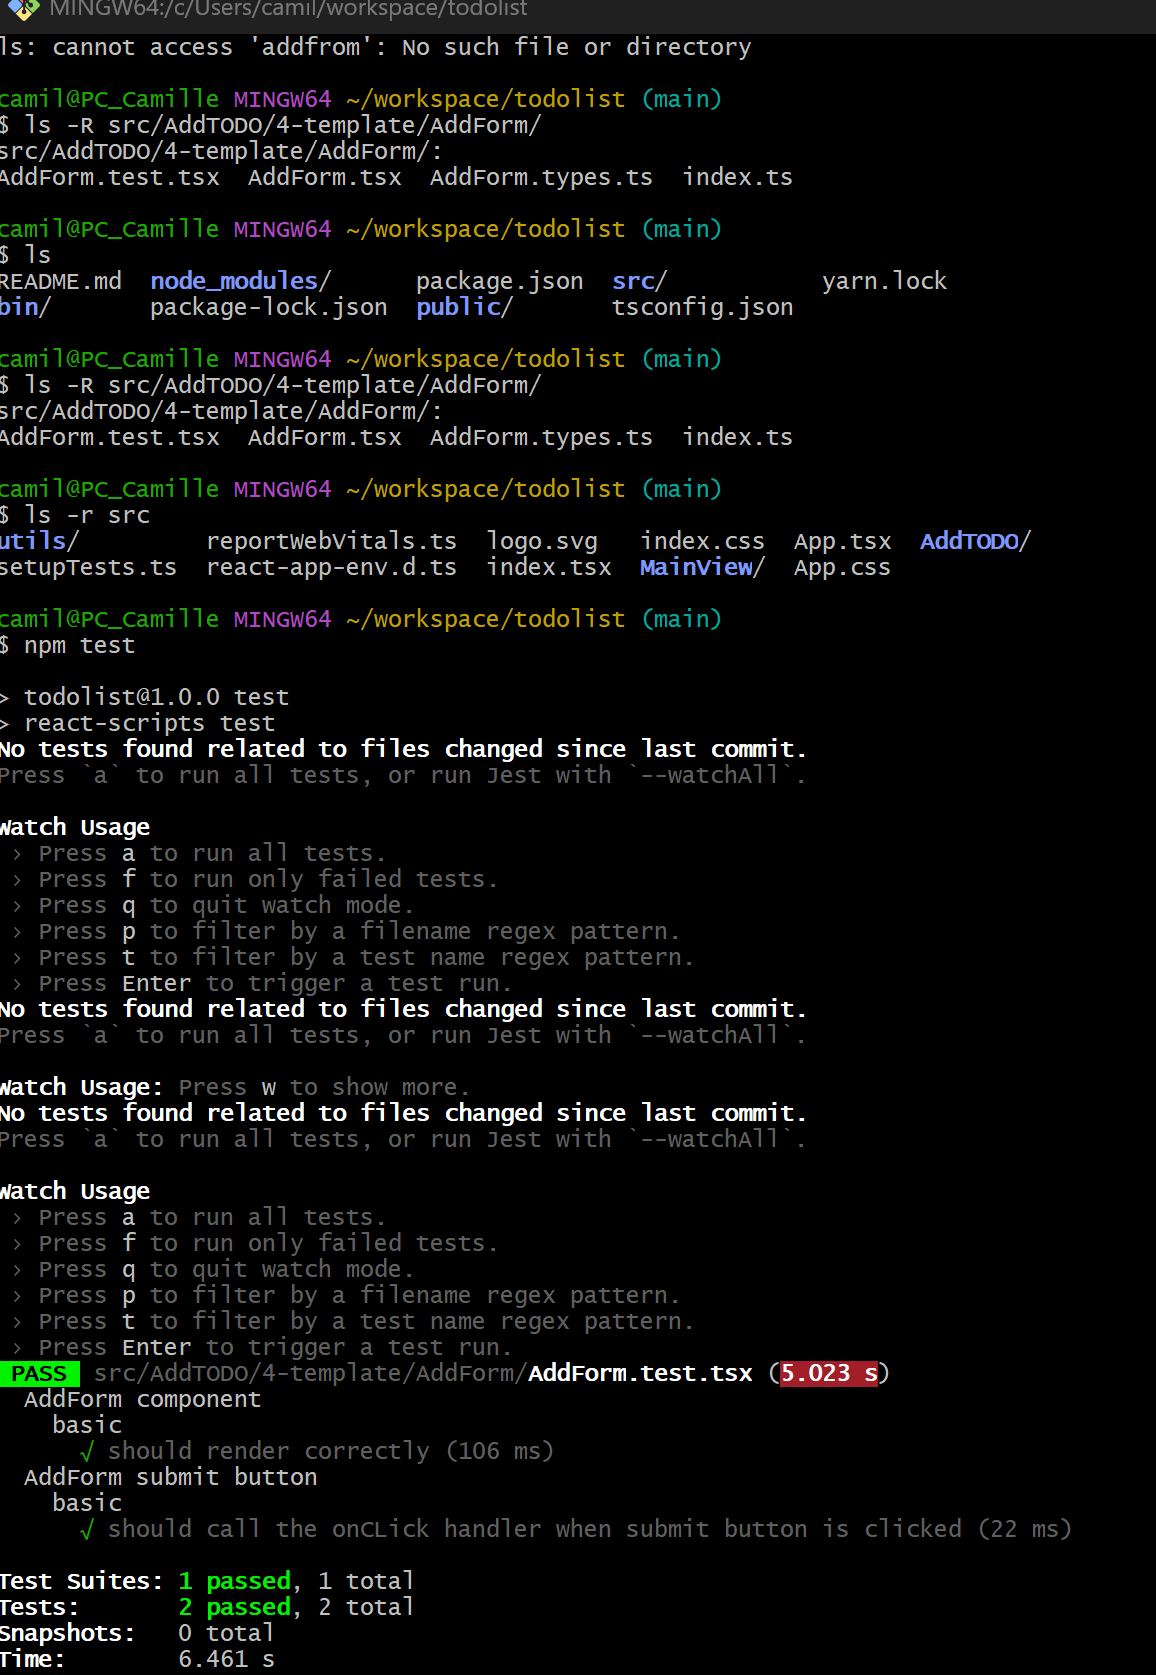 MINGW64:/c/Users/camil/workspace/todolist
ls: cannot access 'addfrom': No such file or directory
camil@PC_Camille MINGW64 ~/workspace/todolist (main)
$ ls -R src/AddTODO/4-template/AddForm/
src/AddTODO/4-template/AddForm/:
AddForm.test.tsx  AddForm.tsx  AddForm.types.ts  index.ts
camil@PC_Camille MINGW64 ~/workspace/todolist (main)
$ ls
README.md  node_modules/      package.json  src/           yarn.lock
bin/       package-lock.json  public/       tsconfig.json
camil@PC_Camille MINGW64 ~/workspace/todolist (main)
$ ls -R src/AddTODO/4-template/AddForm/
src/AddTODO/4-template/AddForm/:
AddForm.test.tsx  AddForm.tsx  AddForm.types.ts  index.ts
camil@PC_Camille MINGW64 ~/workspace/todolist (main)
$ ls -r src
utils/         reportWebVitals.ts  logo.svg   index.css  App.tsx  AddTODO/
setupTests.ts  react-app-env.d.ts  index.tsx  MainView/  App.css
camil@PC_Camille MINGW64 ~/workspace/todolist (main)
$ npm test
> todolist@1.0.0 test
> react-scripts test
No tests found related to files changed since last commit.
Press `a` to run all tests, or run Jest with `--watchAll`.
Watch Usage
› Press a to run all tests.
› Press f to run only failed tests.
› Press q to quit watch mode.
› Press p to filter by a filename regex pattern.
› Press t to filter by a test name regex pattern.
› Press Enter to trigger a test run.
No tests found related to files changed since last commit.
Press `a` to run all tests, or run Jest with `--watchAll`.
Watch Usage: Press w to show more.
No tests found related to files changed since last commit.
Press `a` to run all tests, or run Jest with `--watchAll`.
Watch Usage
› Press a to run all tests.
› Press f to run only failed tests.
› Press q to quit watch mode.
› Press p to filter by a filename regex pattern.
› Press t to filter by a test name regex pattern.
› Press Enter to trigger a test run.
PASS src/AddTODO/4-template/AddForm/AddForm.test.tsx (5.023 s)
AddForm component
basic
√ should render correctly (106 ms)
AddForm submit button
basic
√ should call the onCLick handler when submit button is clicked (22 ms)
Test Suites: 1 passed, 1 total
Tests:       2 passed, 2 total
Snapshots:   0 total
Time:        6.461 s